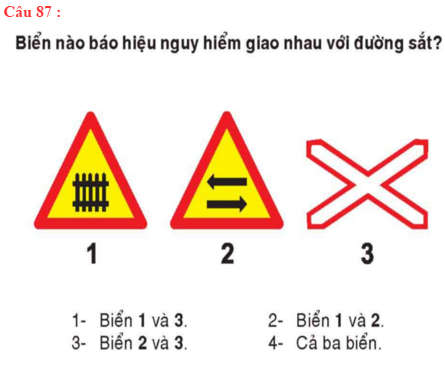 Câu 87 :
Biển nào báo hiệu nguy hiểm giao nhau với đường sắt?
1 2 3
1- Biển 1 và 3. 2- Biển 1 và 2.
3- Biển 2 và 3. 4- Cả ba biển.